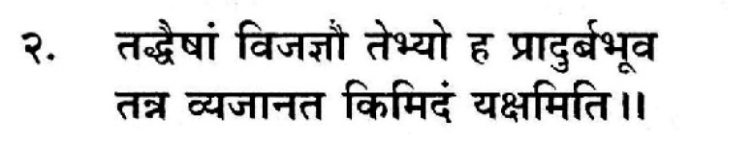 २. तद्धैषां विजज्ञौ तेभ्यो ह प्रादुर्बभूव
तन्न व्यजानत किमिदं यक्षमिति।।